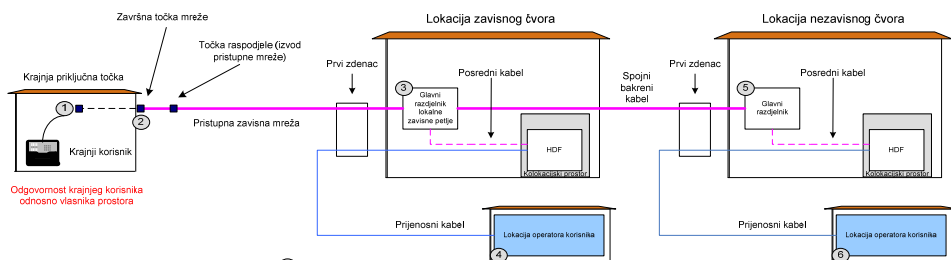 Završna točka mreže
Lokacija zavisnog čvora
Lokacija nezavisnog čvora
Točka raspodjele (izvod
pristupne mreže)
Krajnja priključna točka
Prvi zdenac
Posredni kabel
Spojni
bakreni
kabel
Prvi zdenac
Posredni kabel
1
2
3
Glavni
razdjelnik
lokalne
zavisne petlje
5
Glavni
razdjelnik
Pristupna zavisna mreža
Krajnji korisnik
HDF
Kolokacijski prostor
HDF
Kolokacijski prostor
Odgovornost krajnjeg korisnika
odnosno vlasnika prostora
Prijenosni kabel
Lokacija operatora korisnika
4
Prijenosni kabel
Lokacija operatora korisnika
6